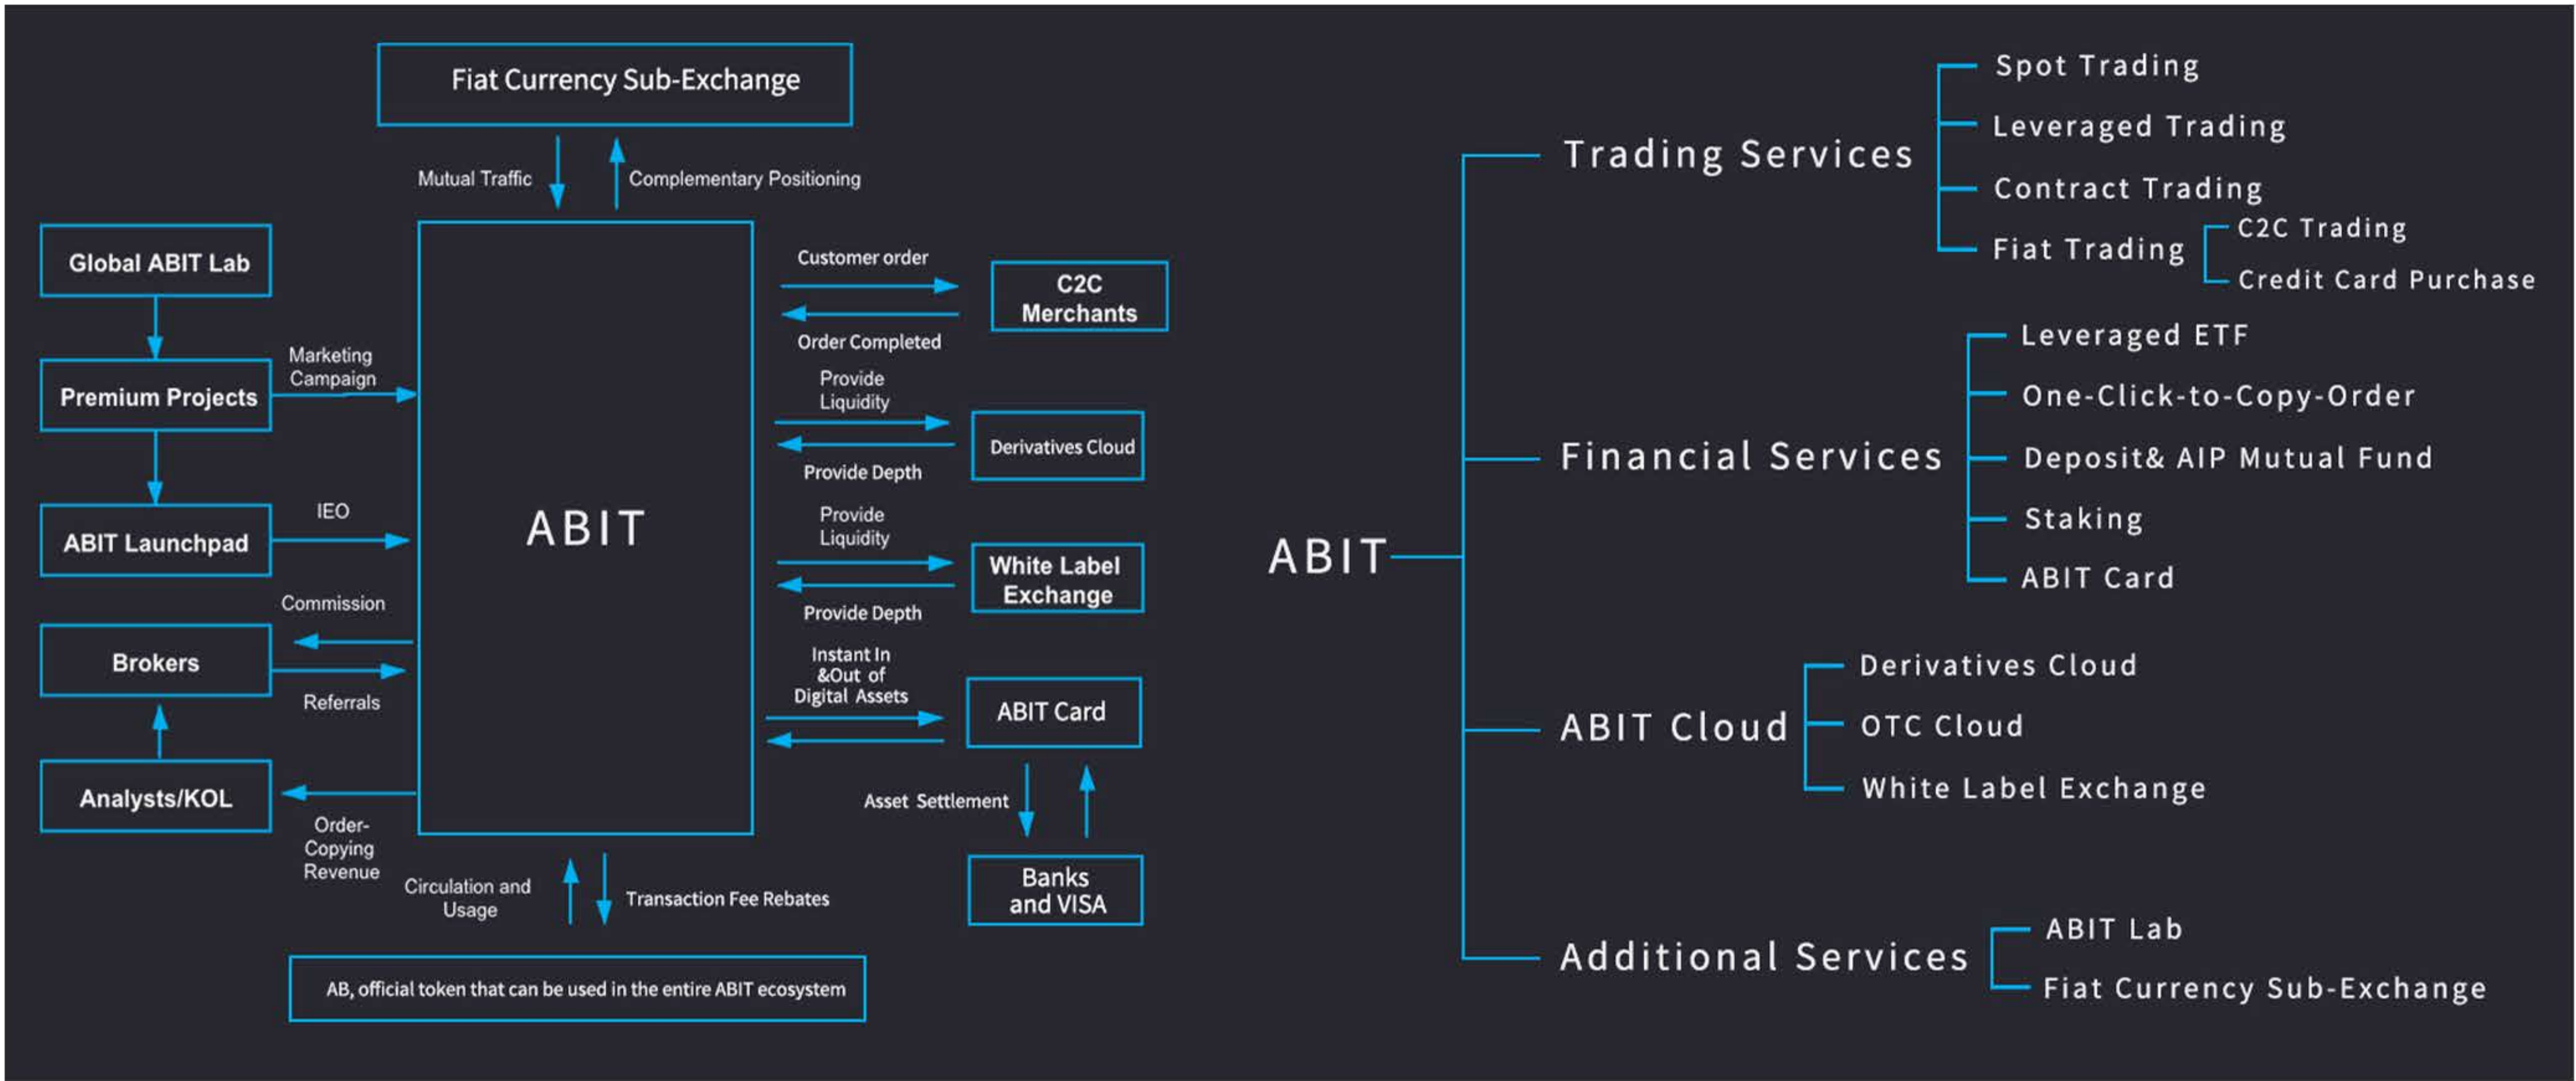 Fiat Currency Sub-Exchange
Mutual Traffic
Complementary Positioning
Global ABIT Lab
Premium Projects
Marketing
Campaign
ABIT Launchpad
IEO
Commission
Brokers
Referrals
Analysts/KOL
Order-
Copying
Revenue
ABIT
Customer order
C2C
Merchants
Order Completed
Provide
Liquidity
Derivatives Cloud
Provide Depth
Provide
Liquidity
White Label
Exchange
Provide Depth
Instant In
&Out of
Digital Assets
ABIT Card
Asset Settlement
Banks
and VISA
Circulation and
Usage
Transaction Fee Rebates
AB, official token that can be used in the entire ABIT ecosystem
ABIT
Trading Services
Spot Trading
Leveraged Trading
Contract Trading
Fiat Trading
C2C Trading
Credit Card Purchase
Financial Services
Leveraged ETF
One-Click-to-Copy-Order
Deposit& AIP Mutual Fund
Staking
ABIT Card
ABIT Cloud
Derivatives Cloud
OTC Cloud
White Label Exchange
Additional Services
ABIT Lab
Fiat Currency Sub-Exchange